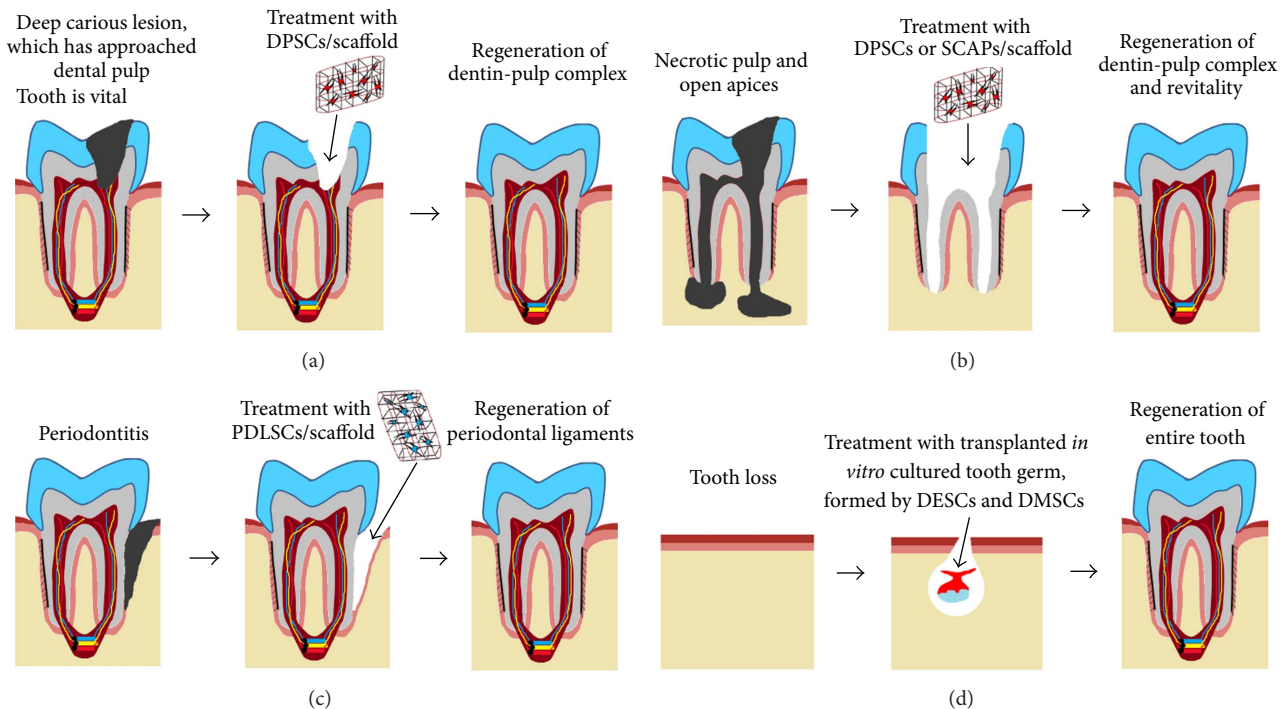 Deep carious lesion,
which has approached
dental pulp
Tooth is vital
Treatment with
DPSCs/scaffold
Regeneration of
dentin-pulp complex
(a)
Necrotic pulp and
open apices
Treatment with
DPSCs or SCAPs/scaffold
Regeneration of
dentin-pulp complex
and revitality
(b)
Periodontitis
Treatment with
PDLSCs/scaffold
Regeneration of
periodontal ligaments
(c)
Tooth loss
Treatment with transplanted in
vitro cultured tooth germ,
formed by DESCs and DMSCs
Regeneration of
entire tooth
(d)